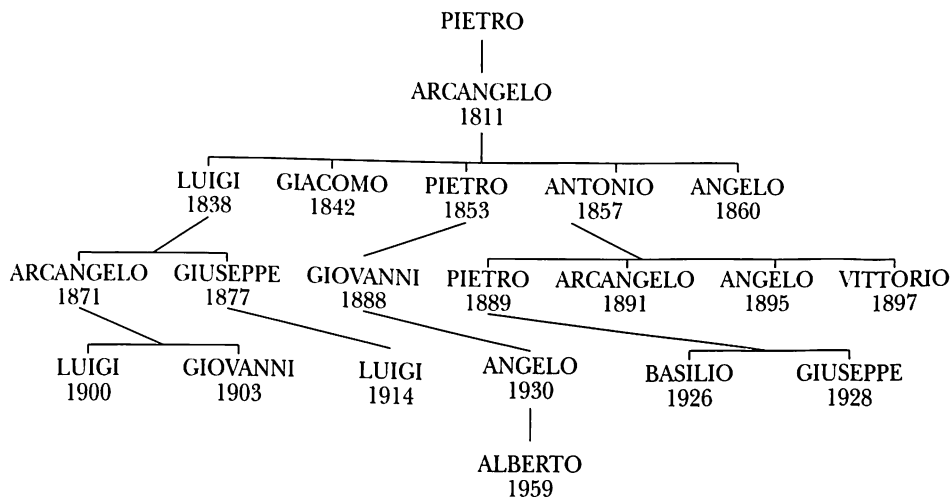 PIETRO
ARCANGELO
1811
LUIGI GIACOMO PIETRO ANTONIO ANGELO
1838 1842 1853 1857 1860
ARCANGELO GIUSEPPE GIOVANNI PIETRO ARCANGELO ANGELO VITTORIO
1871 1877 1888 1889 1891 1895 1897
LUIGI GIOVANNI LUIGI ANGELO BASILIO GIUSEPPE
1900 1903 1914 1930 1926 1928
ALBERTO
1959